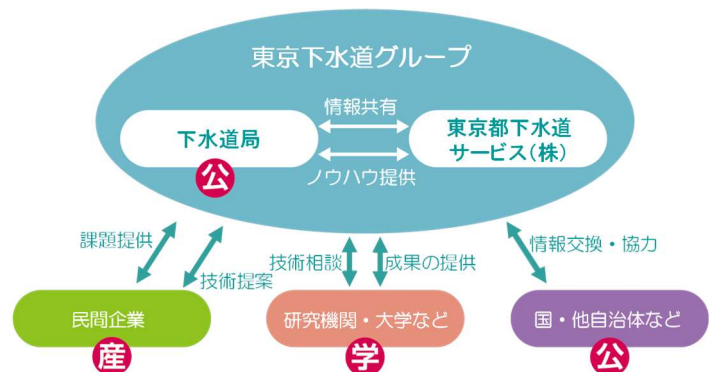 東京下水道グループ
情報共有
下水道局
東京都下水道
サービス(株)
公
ノウハウ提供
課題提供
技術提案
技術相談
成果の提供
情報交換・協力
民間企業
研究機関・大学など
国・他自治体など
産
学
公